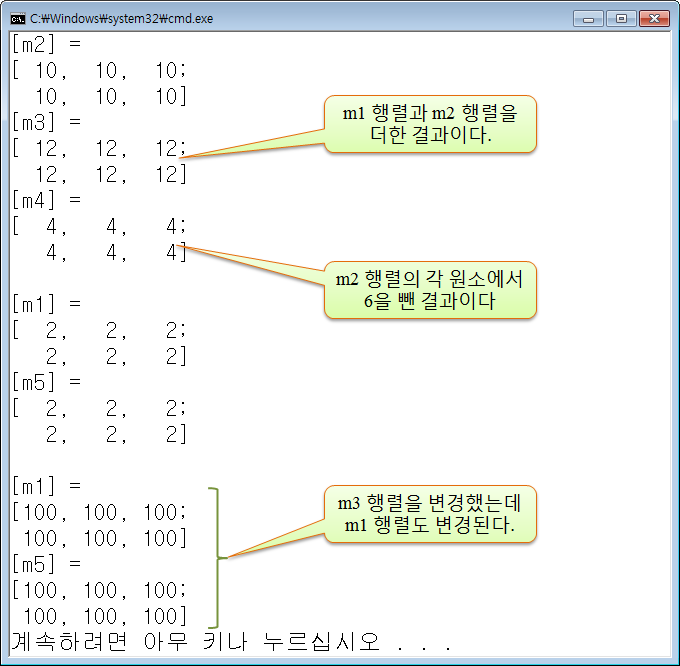 C:\Windows\system32\cmd.exe
[m2] =
[ 10,  10,  10;
  10,  10,  10]
[m3] =
[ 12,  12,  12;
  12,  12,  12]
[m4] =
[  4,   4,   4;
   4,   4,   4]
[m1] =
[  2,   2,   2;
   2,   2,   2]
[m5] =
[  2,   2,   2;
   2,   2,   2]
[m1] =
[100, 100, 100;
 100, 100, 100]
[m5] =
[100, 100, 100;
 100, 100, 100]
계속하려면 아무 키나 누르십시오 . . .
m1 행렬과 m2 행렬을
더한 결과이다.
m2 행렬의 각 원소에서
6을 뺀 결과이다
m3 행렬을 변경했는데
m1 행렬도 변경된다.